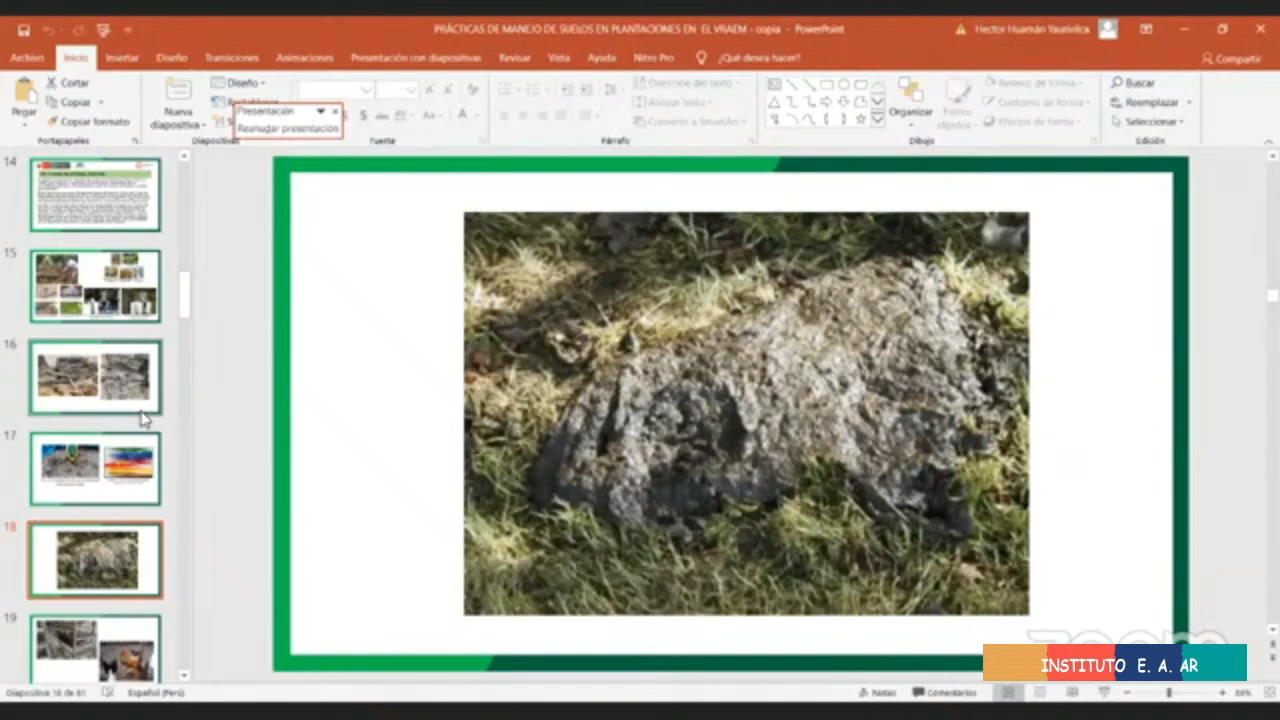 PRÁCTICAS DE MANEJO DE SUELOS EN PLANTACIONES EN EL VRAEM - copia - PowerPoint
Hector Huamán Yaurivilca
Archivo Inicio Insertar Diseño Transiciones Animaciones Presentación con diapositivas Revisar Vista Ayuda Nitro Pro ¿Qué desea hacer? Compartir
Pegar
Cortar
Copiar
Copiar formato
Portapapeles
Nueva
diapositiva
Diseño
Presentación
Reanudar presentación
Diapositivas
Fuente
Dirección del texto
Alinear texto
Convertir a SmartArt
Párrafo
Organizar
Estilos
rápidos
Relleno de forma
Contorno de forma
Efectos de forma
Dibujo
Buscar
Reemplazar
Seleccionar
Edición
14
15
16
17
18
19
zoom
INSTITUTO E. A. AR
Diapositiva 18 de 61 Español (Perú) Notas Comentarios